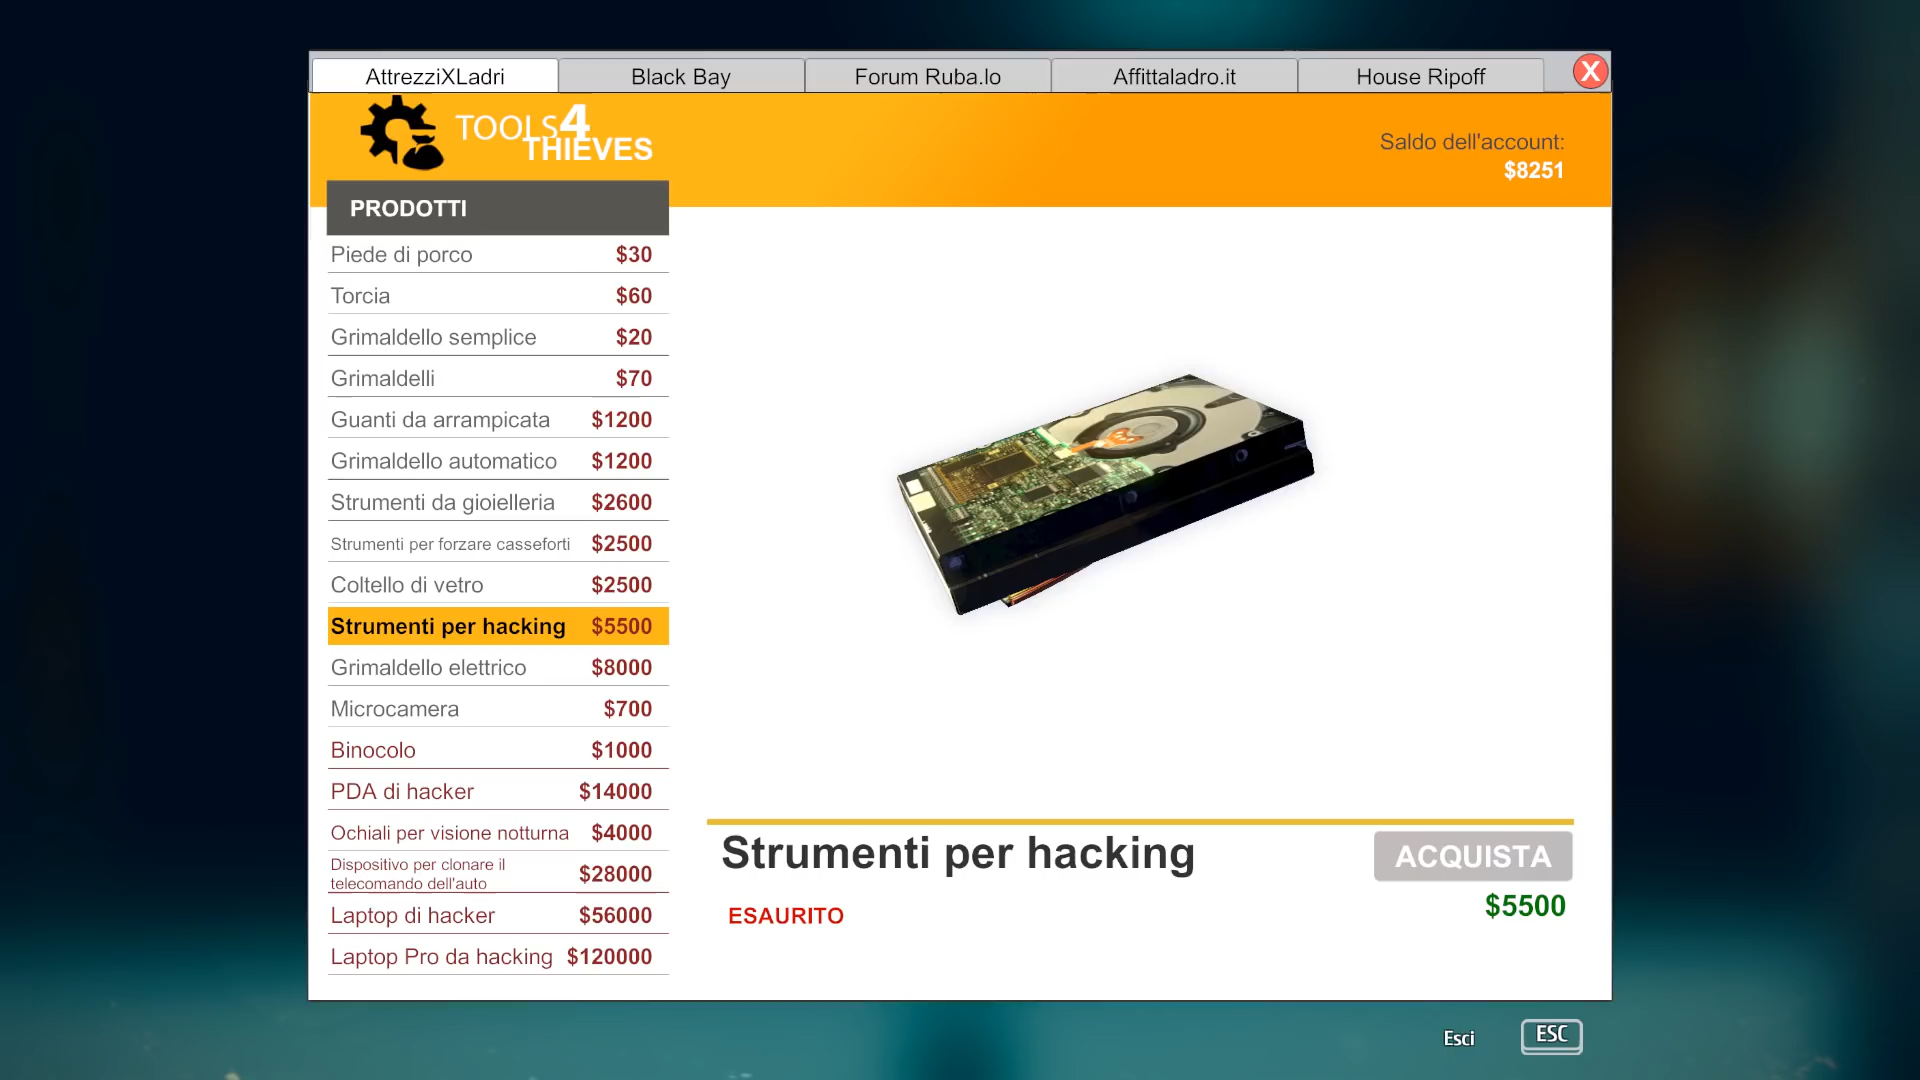 AttrezziXLadri
Black Bay
Forum Ruba.lo
Affittaladro.it
House Ripoff
X
TOOLS4
THIEVES
Saldo dell'account:
$8251
PRODOTTI
Piede di porco $30
Torcia $60
Grimaldello semplice $20
Grimaldelli $70
Guanti da arrampicata $1200
Grimaldello automatico $1200
Strumenti da gioielleria $2600
Strumenti per forzare casseforti $2500
Coltello di vetro $2500
Strumenti per hacking $5500
Grimaldello elettrico $8000
Microcamera $700
Binocolo $1000
PDA di hacker $14000
Ochiali per visione notturna $4000
Dispositivo per clonare il
telecomando dell'auto $28000
Laptop di hacker $56000
Laptop Pro da hacking $120000
Strumenti per hacking
ACQUISTA
ESAURITO
$5500
Esci ESC